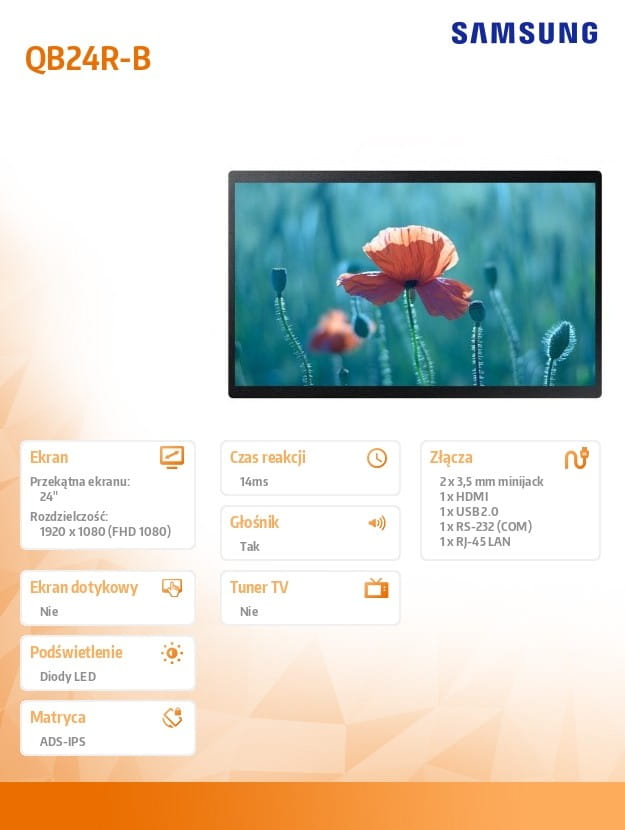 SAMSUNG
QB24R-B
Ekran
Przekątna ekranu:
24"
Rozdzielczość:
1920 x 1080 (FHD 1080)
Czas reakcji
14ms
Głośnik
Tak
Złącza
2 x 3,5 mm minijack
1 x HDMI
1 x USB 2.0
1 x RS-232 (COM)
1 x RJ-45 LAN
Ekran dotykowy
Nie
Tuner TV
Nie
Podświetlenie
Diody LED
Matryca
ADS-IPS